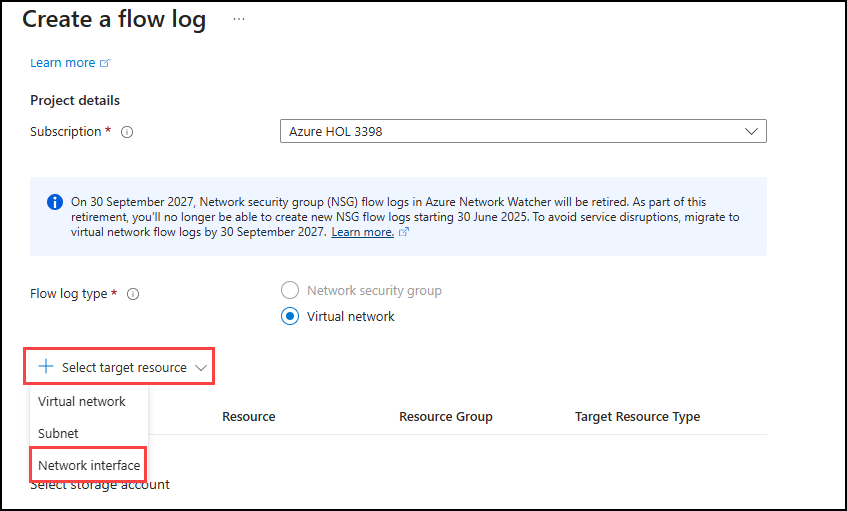 Create a flow log ...
Learn more
Project details
Subscription *
Azure HOL 3398
On 30 September 2027, Network security group (NSG) flow logs in Azure Network Watcher will be retired. As part of this
retirement, you'll no longer be able to create new NSG flow logs starting 30 June 2025. To avoid service disruptions, migrate to
virtual network flow logs by 30 September 2027. Learn more.
Flow log type *
Network security group
Virtual network
+ Select target resource
Virtual network
Subnet
Network interface
Resource Resource Group Target Resource Type
Select storage account